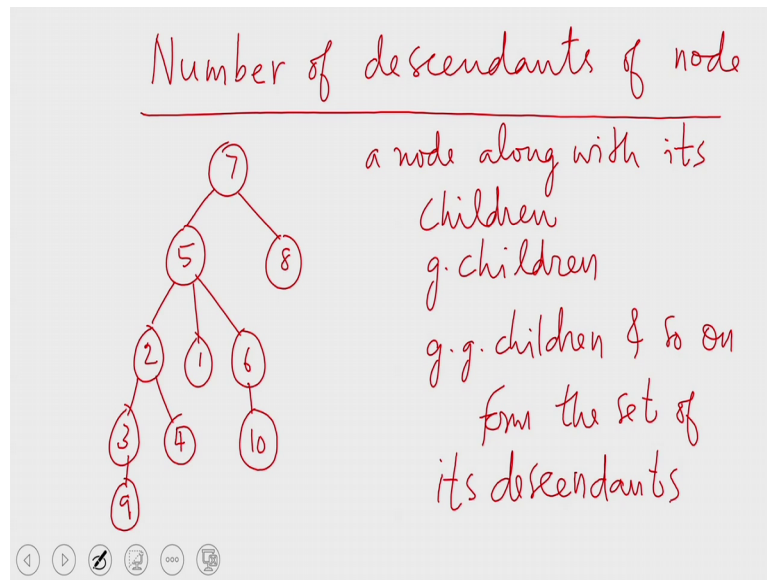 Number of descendants of node
a node along with its
children
g. children
g.g. children & so on
form the set of
its descendants
7
5
8
2
1
6
3
4
10
9